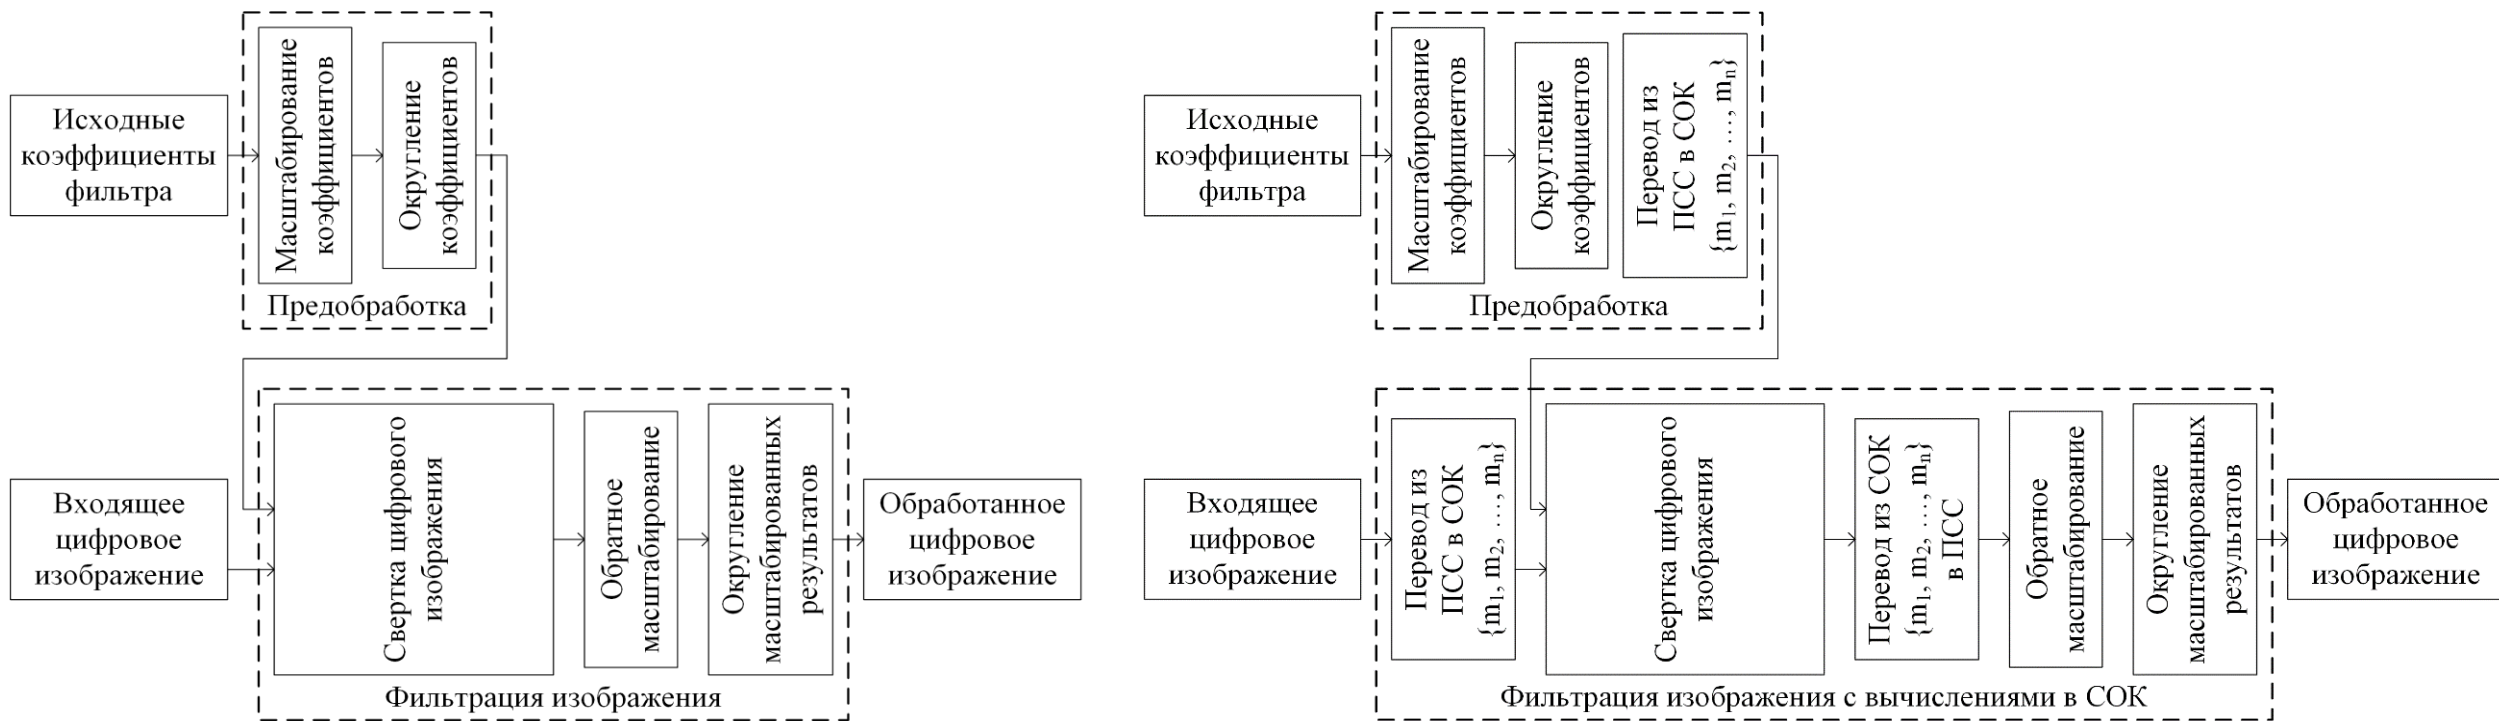 Исходные
коэффициенты
фильтра
Масштабирование
коэффициентов
Округление
коэффициентов
Предобработка
Входящее
цифровое
изображение
Свертка цифрового
изображения
Обратное
масштабирование
Округление
масштабированных
результатов
Фильтрация изображения
Обработанное
цифровое
изображение
Исходные
коэффициенты
фильтра
Масштабирование
коэффициентов
Округление
коэффициентов
Перевод из
ПСС в СОК
{m₁, m₂, …, mₙ}
Предобработка
Входящее
цифровое
изображение
Перевод из
ПСС в СОК
{m₁, m₂, …, mₙ}
Свертка цифрового
изображения
Перевод из СОК
{m₁, m₂, …, mₙ}
в ПСС
Обратное
масштабирование
Округление
масштабированных
результатов
Фильтрация изображения с вычислениями в СОК
Обработанное
цифровое
изображение